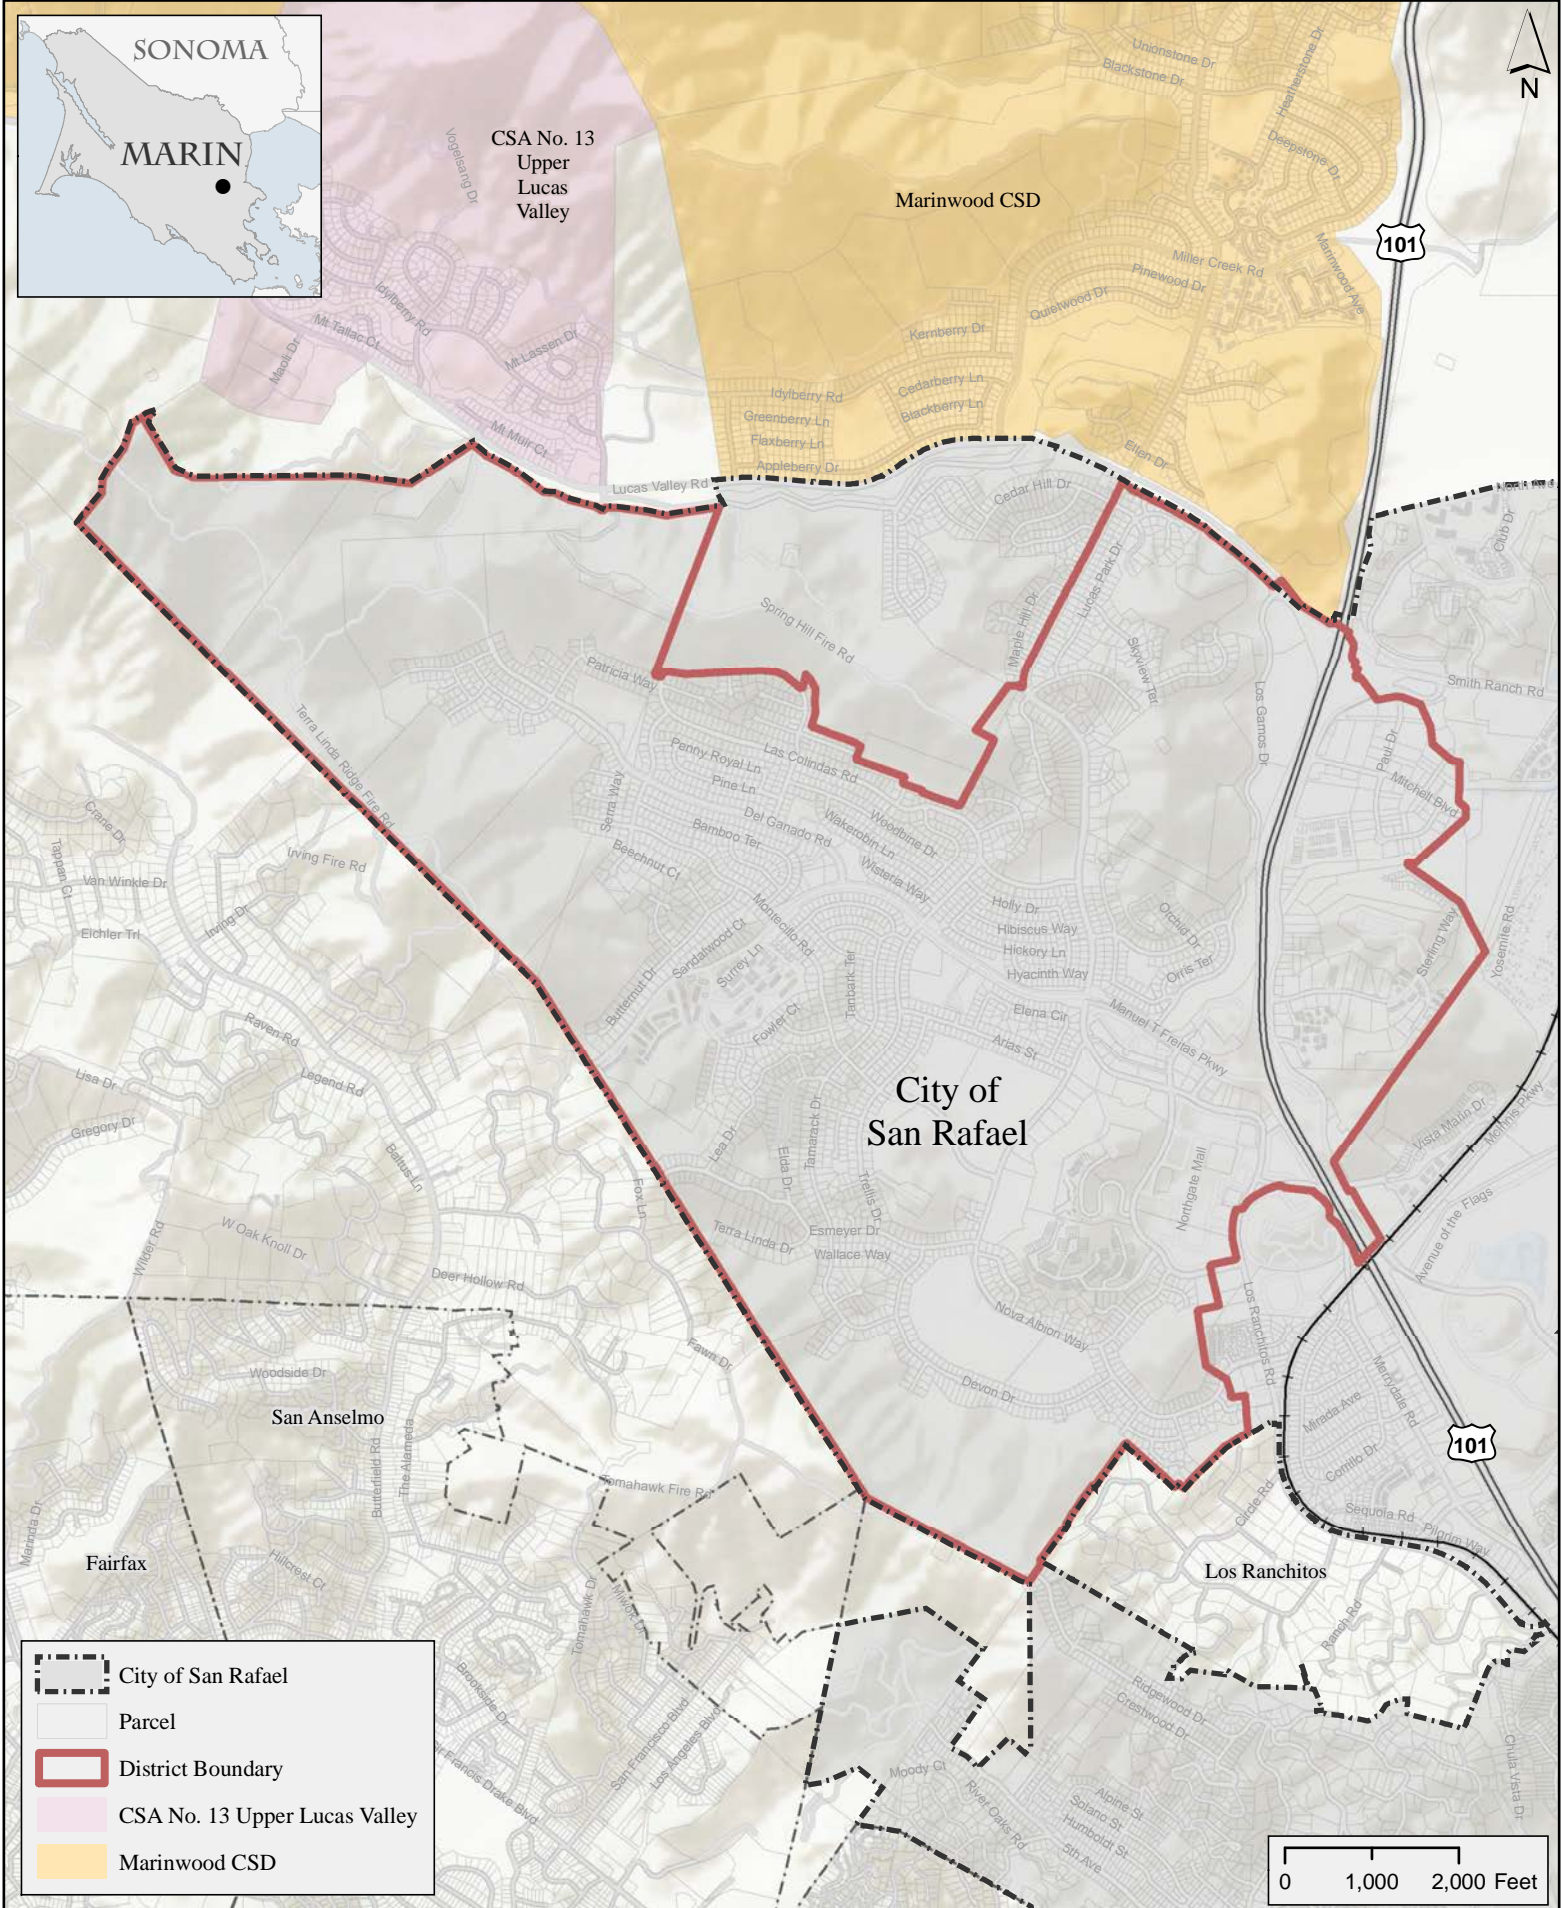 SONOMA
MARIN
N
CSA No. 13
Upper
Lucas
Valley
Vogelsang Dr
Marinwood CSD
Unionstone Dr
Blackstone Dr
Heatherstone Dr
Deepstone Dr
101
Miller Creek Rd
Pinewood Dr
Marinwood Ave
Quietwood Dr
Idylberry Rd
Mt Tallac Ct
Maoli Dr
Mt Lassen Dr
Kernberry Dr
Cedarberry Ln
Blackberry Ln
Idylberry Rd
Greenberry Ln
Flaxberry Ln
Appleberry Dr
Mt Muir Ct
Ellen Dr
Lucas Valley Rd
Cedar Hill Dr
North Ave
Club Dr
Lucas Park Dr
Maple Hill Dr
Spring Hill Fire Rd
Skyview Ter
Patricia Way
Los Gamos Dr
Smith Ranch Rd
Terra Linda Ridge Fire Rd
Penny Royal Ln
Las Colindas Rd
Pine Ln
Paul Dr
Mitchell Blvd
Serra Way
Del Ganado Rd
Bamboo Ter
Wakerobin Ln
Woodbine Dr
Beechnut Ct
Wisteria Way
Crane Dr
Tappan Ct
Irving Fire Rd
Van Winkle Dr
Irving Dr
Eichler Trl
Montecillo Rd
Sandalwood Ct
Surrey Ln
Butternut Dr
Fowler Ct
Tanbark Ter
Holly Dr
Hibiscus Way
Hickory Ln
Hyacinth Way
Orchid Dr
Orris Ter
Sterling Way
Yosemite Rd
Elena Cir
Manuel T Freitas Pkwy
Arias St
Raven Rd
Legend Rd
Lisa Dr
Gregory Dr
City of
San Rafael
Vista Marin Dr
McInnis Pkwy
Lea Dr
Elda Dr
Tamarack Dr
Trellis Dr
Northgate Mall
Baltus Ln
Fox Ln
Wilder Rd
W Oak Knoll Dr
Terra Linda Dr
Esmeyer Dr
Wallace Way
Avenue of the Flags
Deer Hollow Rd
Nova Albion Way
Los Ranchitos Rd
Fawn Dr
Woodside Dr
Devon Dr
Merrydale Rd
Mirada Ave
San Anselmo
Butterfield Rd
The Alameda
Corrillo Dr
101
Tomahawk Fire Rd
Circle Rd
Sequoia Rd
Pilgrim Way
Marinda Dr
Fairfax
Hillcrest Ct
Tomahawk Dr
Miwok Dr
Los Ranchitos
Ranch Rd
Brookside Dr
Ridgewood Dr
Crestwood Dr
San Francisco Blvd
Los Angeles Blvd
Francis Drake Blvd
Moody Ct
River Oaks Rd
Alpine St
Solano St
Humboldt St
5th Ave
Chula Vista Dr
City of San Rafael
Parcel
District Boundary
CSA No. 13 Upper Lucas Valley
Marinwood CSD
0 1,000 2,000 Feet